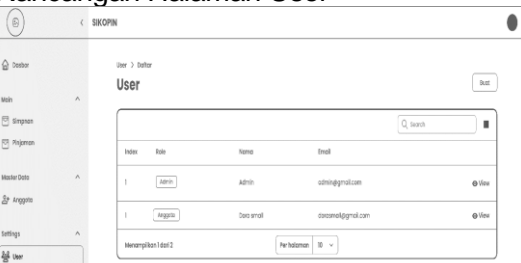 Rancangan Halaman User
SIKOPIN
Dasbor
Main
Simpnan
Pinjaman
Master Data
Anggota
Settings
User
User > Daftar
User
Buat
Search
Index Role Nama Email
1 Admin Admin admin@gmail.com View
1 Anggota Dora small dorasmall@gmail.com View
Menampilkan 1 dari 2
Per halaman 10